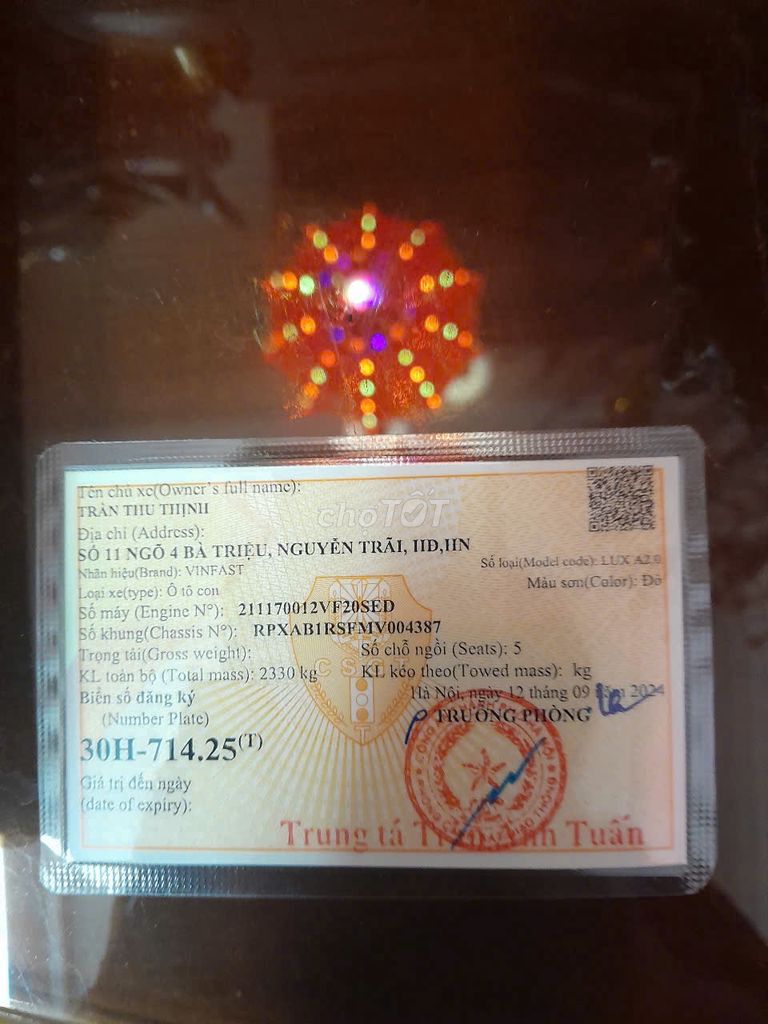 Tên chủ xe(Owner's full name):
TRẦN THU THỊNH
choTỐT
Địa chỉ (Address):
SỐ 11 NGÕ 4 BÀ TRIỆU, NGUYỄN TRÃI, HĐ,HN
Nhãn hiệu(Brand): VINFAST
Số loại(Model code): LUX A2.0
Loại xe(type): Ô tô con
Màu sơn(Color): Đỏ
Số máy (Engine N°): 211170012VF20SED
Số khung(Chassis N°): RPXAB1RSFMV004387
Trọng tải(Gross weight):
Số chỗ ngồi (Seats): 5
CSGT
KL toàn bộ (Total mass): 2330 kg
KL kéo theo(Towed mass): kg
Biển số đăng ký
Hà Nội, ngày 12 tháng 09 năm 2024
(Number Plate)
TRƯỞNG PHÒNG
30H-714.25(T)
Giá trị đến ngày
(date of expiry):
Trung tá Tuấn